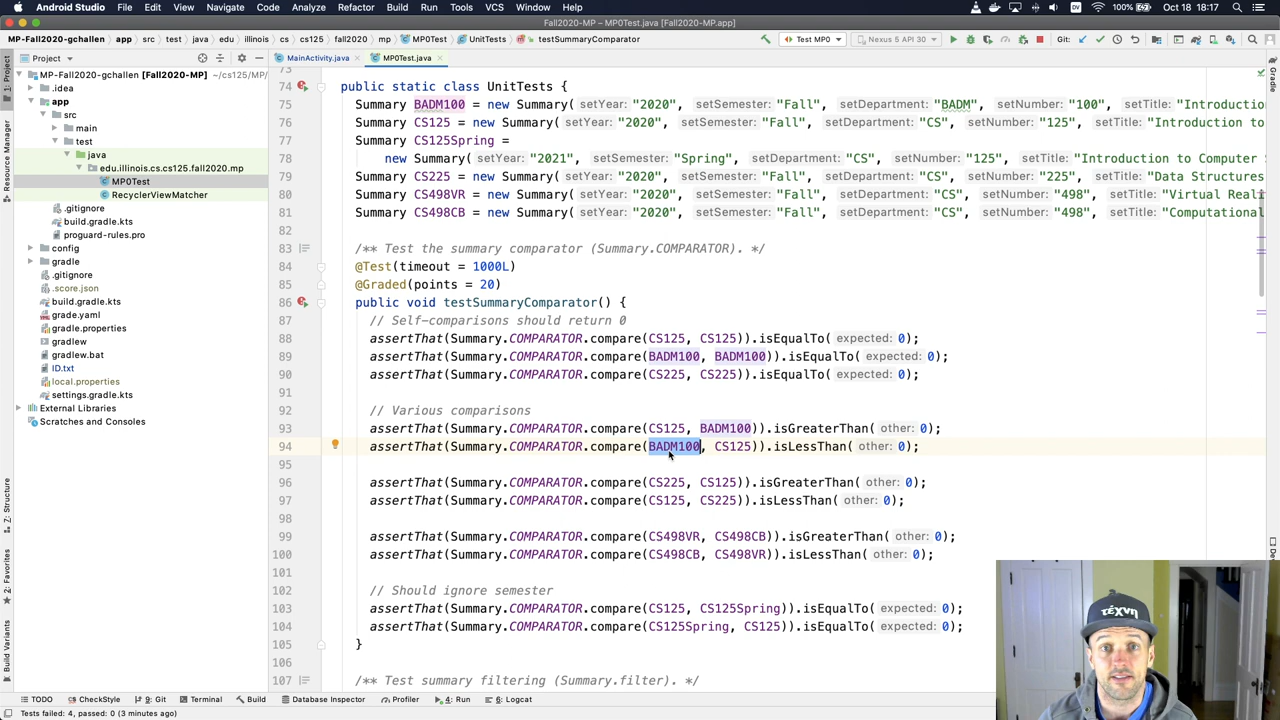 Studio File Edit View Navigate Code Analyze Refactor Build Run Tools VCS Window Help DV 100% Oct 18 18:17
Fall2020-MP – MP0Test.java [Fall2020-MP.app]
MP-Fall2020-gchallen app src test java edu illinois cs cs125 fall2020 mp MP0Test UnitTests testSummaryComparator Test MP0 Nexus 5 API 30 Git:
Project MainActivity.java MP0Test.java
MP-Fall2020-gchallen [Fall2020-MP] ~/cs125/MP/
.idea
app
src
main
test
java
edu.illinois.cs.cs125.fall2020.mp
MP0Test
RecyclerViewMatcher
.gitignore
build.gradle.kts
proguard-rules.pro
config
gradle
.gitignore
.score.json
build.gradle.kts
grade.yaml
gradle.properties
gradlew
gradlew.bat
ID.txt
local.properties
settings.gradle.kts
External Libraries
Scratches and Consoles
1: Project
Resource Manager
7: Structure
2: Favorites
Build Variants
Gradle
73
74 public static class UnitTests {
75 Summary BADM100 = new Summary( setYear: "2020", setSemester: "Fall", setDepartment: "BADM", setNumber: "100", setTitle: "Introduction
76 Summary CS125 = new Summary( setYear: "2020", setSemester: "Fall", setDepartment: "CS", setNumber: "125", setTitle: "Introduction to
77 Summary CS125Spring =
78 new Summary( setYear: "2021", setSemester: "Spring", setDepartment: "CS", setNumber: "125", setTitle: "Introduction to Computer S
79 Summary CS225 = new Summary( setYear: "2020", setSemester: "Fall", setDepartment: "CS", setNumber: "225", setTitle: "Data Structures
80 Summary CS498VR = new Summary( setYear: "2020", setSemester: "Fall", setDepartment: "CS", setNumber: "498", setTitle: "Virtual Reali
81 Summary CS498CB = new Summary( setYear: "2020", setSemester: "Fall", setDepartment: "CS", setNumber: "498", setTitle: "Computational
82
83 /** Test the summary comparator (Summary.COMPARATOR). */
84 @Test(timeout = 1000L)
85 @Graded(points = 20)
86 public void testSummaryComparator() {
87 // Self-comparisons should return 0
88 assertThat(Summary.COMPARATOR.compare(CS125, CS125)).isEqualTo( expected: 0);
89 assertThat(Summary.COMPARATOR.compare(BADM100, BADM100)).isEqualTo( expected: 0);
90 assertThat(Summary.COMPARATOR.compare(CS225, CS225)).isEqualTo( expected: 0);
91
92 // Various comparisons
93 assertThat(Summary.COMPARATOR.compare(CS125, BADM100)).isGreaterThan( other: 0);
94 assertThat(Summary.COMPARATOR.compare(BADM100, CS125)).isLessThan( other: 0);
95
96 assertThat(Summary.COMPARATOR.compare(CS225, CS125)).isGreaterThan( other: 0);
97 assertThat(Summary.COMPARATOR.compare(CS125, CS225)).isLessThan( other: 0);
98
99 assertThat(Summary.COMPARATOR.compare(CS498VR, CS498CB)).isGreaterThan( other: 0);
100 assertThat(Summary.COMPARATOR.compare(CS498CB, CS498VR)).isLessThan( other: 0);
101
102 // Should ignore semester
103 assertThat(Summary.COMPARATOR.compare(CS125, CS125Spring)).isEqualTo( expected: 0);
104 assertThat(Summary.COMPARATOR.compare(CS125Spring, CS125)).isEqualTo( expected: 0);
105 }
106
107 /** Test summary filtering (Summary.filter). */
TODO CheckStyle 9: Git Terminal Build Database Inspector Profiler 4: Run 6: Logcat
Tests failed: 4, passed: 0 (3 minutes ago)